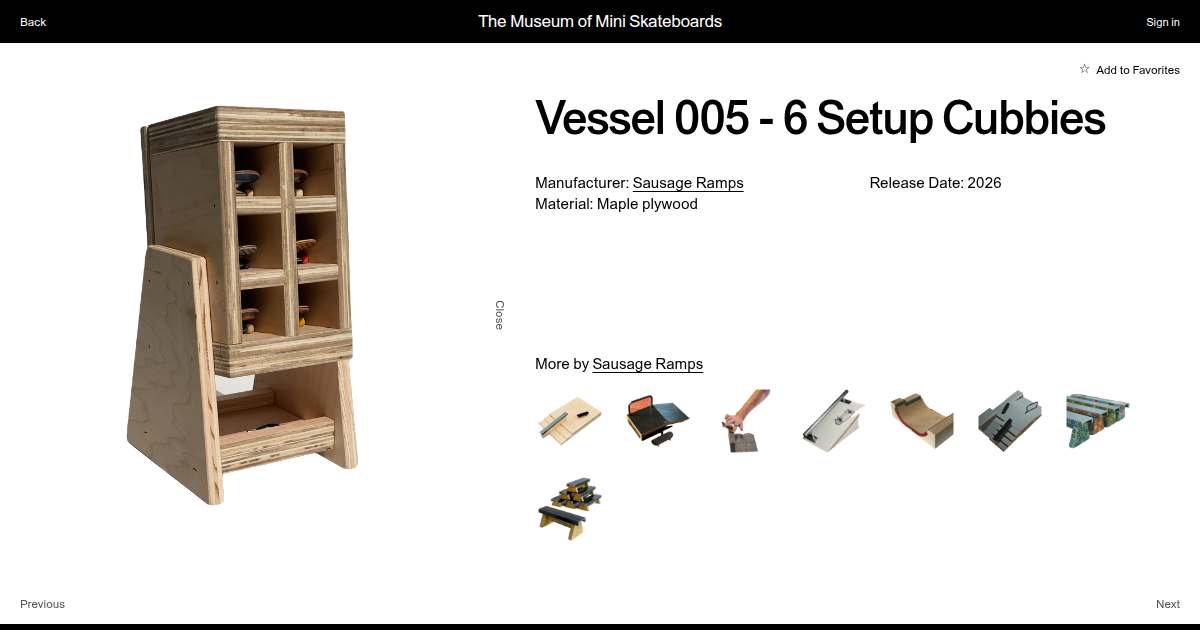 Back
The Museum of Mini Skateboards
Sign in
☆ Add to Favorites
Vessel 005 - 6 Setup Cubbies
Manufacturer: Sausage Ramps
Release Date: 2026
Material: Maple plywood
Close
More by Sausage Ramps
Previous
Next